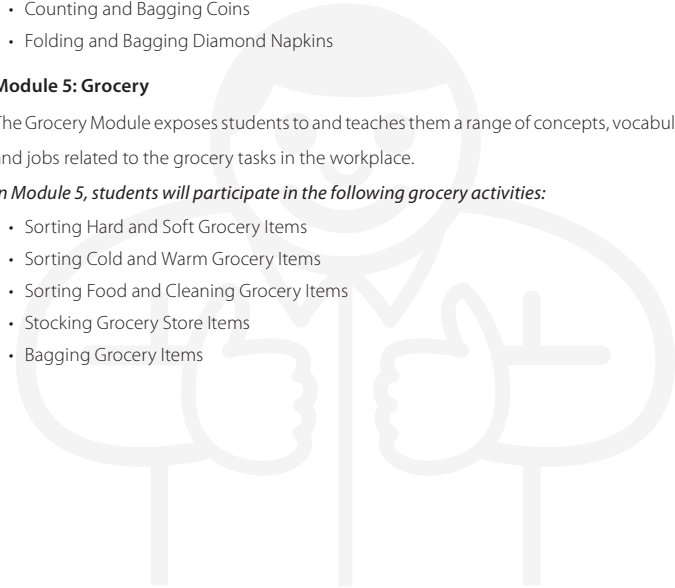 • Counting and Bagging Coins
• Folding and Bagging Diamond Napkins
Module 5: Grocery
The Grocery Module exposes students to and teaches them a range of concepts, vocabul
and jobs related to the grocery tasks in the workplace.
In Module 5, students will participate in the following grocery activities:
• Sorting Hard and Soft Grocery Items
• Sorting Cold and Warm Grocery Items
• Sorting Food and Cleaning Grocery Items
• Stocking Grocery Store Items
• Bagging Grocery Items